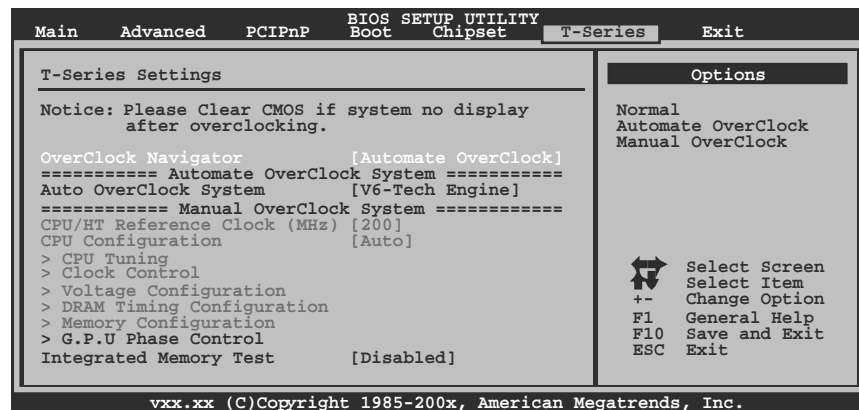 BIOS SETUP UTILITY
Main Advanced PCIPnP Boot Chipset T-Series Exit
T-Series Settings
Notice: Please Clear CMOS if system no display
after overclocking.
OverClock Navigator [Automate OverClock]
=========== Automate OverClock System ===========
Auto OverClock System [V6-Tech Engine]
============ Manual OverClock System ============
CPU/HT Reference Clock (MHz) [200]
CPU Configuration [Auto]
> CPU Tuning
> Clock Control
> Voltage Configuration
> DRAM Timing Configuration
> Memory Configuration
> G.P.U Phase Control
Integrated Memory Test [Disabled]
Options
Normal
Automate OverClock
Manual OverClock
Select Screen
Select Item
+- Change Option
F1 General Help
F10 Save and Exit
ESC Exit
vxx.xx (C)Copyright 1985-200x, American Megatrends, Inc.